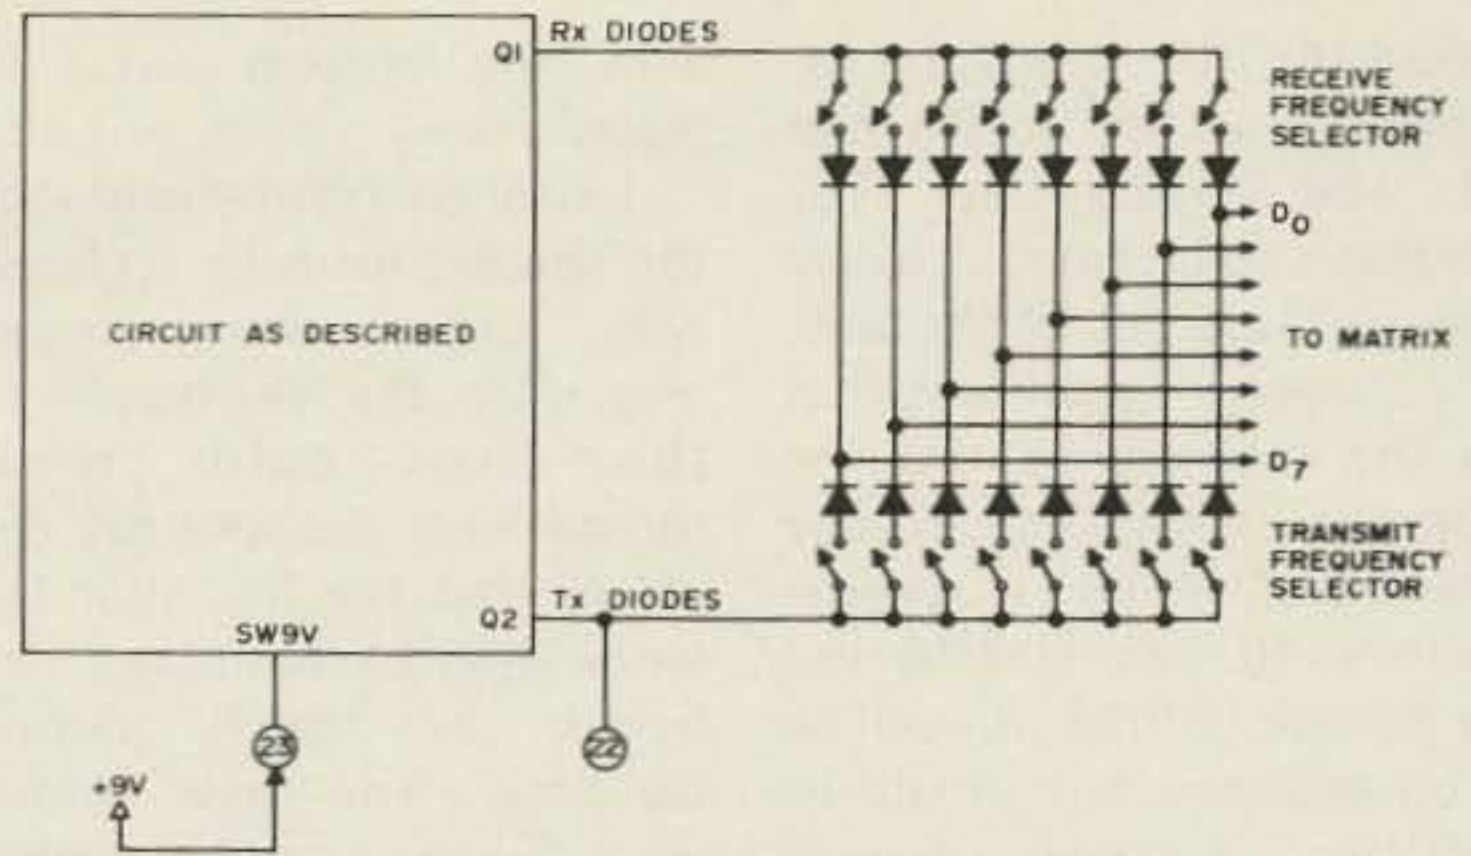 Rx DIODES
Q1
RECEIVE
FREQUENCY
SELECTOR
D0
CIRCUIT AS DESCRIBED
TO MATRIX
D7
TRANSMIT
FREQUENCY
SELECTOR
Tx DIODES
Q2
SW9V
23
22
+9V